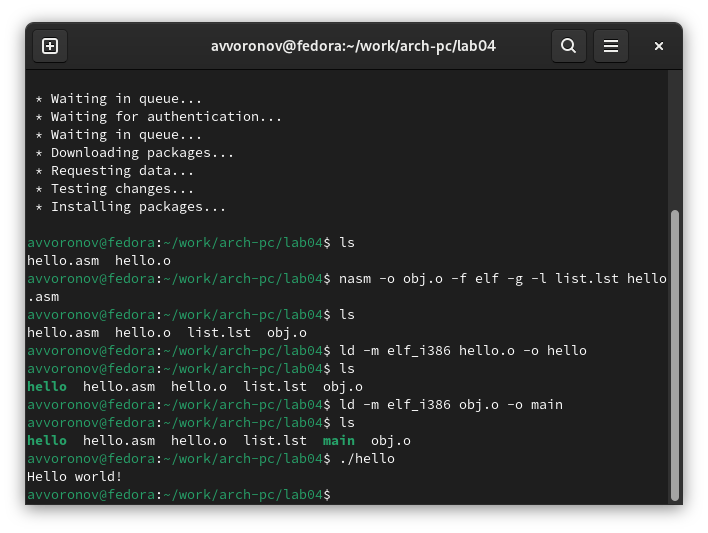 avvoronov@fedora:~/work/arch-pc/lab04
* Waiting in queue...
* Waiting for authentication...
* Waiting in queue...
* Downloading packages...
* Requesting data...
* Testing changes...
* Installing packages...
avvoronov@fedora:~/work/arch-pc/lab04$ ls
hello.asm  hello.o
avvoronov@fedora:~/work/arch-pc/lab04$ nasm -o obj.o -f elf -g -l list.lst hello
.asm
avvoronov@fedora:~/work/arch-pc/lab04$ ls
hello.asm  hello.o  list.lst  obj.o
avvoronov@fedora:~/work/arch-pc/lab04$ ld -m elf_i386 hello.o -o hello
avvoronov@fedora:~/work/arch-pc/lab04$ ls
hello  hello.asm  hello.o  list.lst  obj.o
avvoronov@fedora:~/work/arch-pc/lab04$ ld -m elf_i386 obj.o -o main
avvoronov@fedora:~/work/arch-pc/lab04$ ls
hello  hello.asm  hello.o  list.lst  main  obj.o
avvoronov@fedora:~/work/arch-pc/lab04$ ./hello
Hello world!
avvoronov@fedora:~/work/arch-pc/lab04$